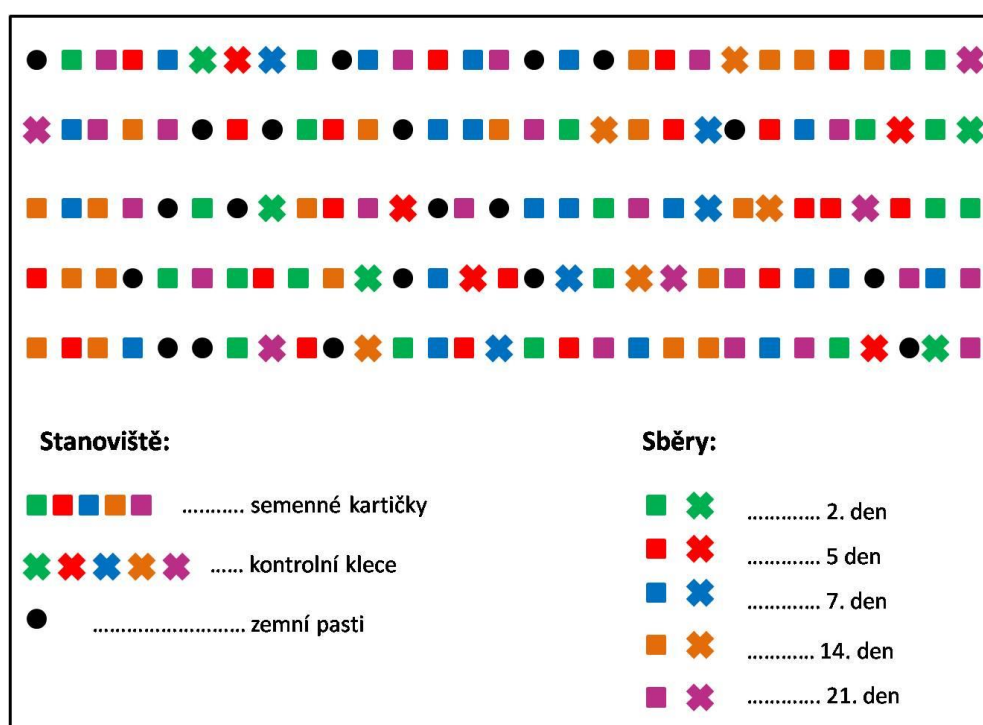 Stanoviště:
........... semenné kartičky
...... kontrolní klece
.......................... zemní pasti
Sběry:
............. 2. den
............. 5 den
............. 7. den
............ 14. den
............ 21. den